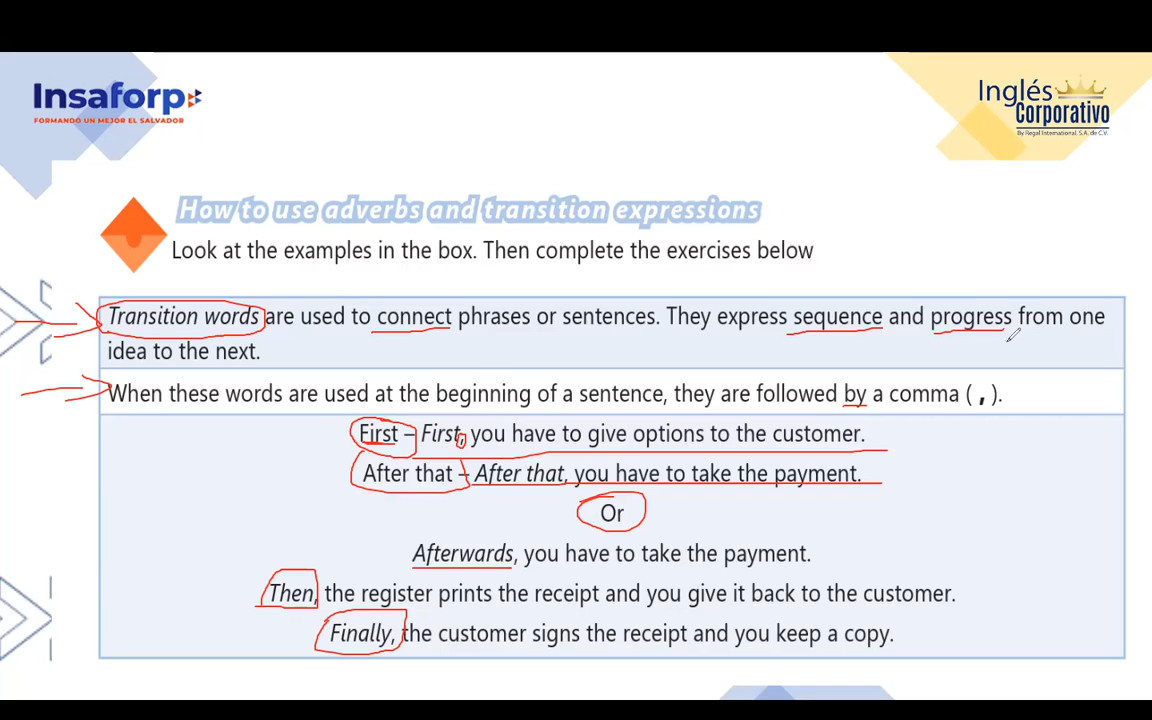 Insaforp
FORMANDO UN MEJOR EL SALVADOR
Inglés
Corporativo
By Regal International, S.A. de C.V.
How to use adverbs and transition expressions
Look at the examples in the box. Then complete the exercises below
Transition words are used to connect phrases or sentences. They express sequence and progress from one
idea to the next.
When these words are used at the beginning of a sentence, they are followed by a comma ( , ).
First – First, you have to give options to the customer.
After that – After that, you have to take the payment.
Or
Afterwards, you have to take the payment.
Then, the register prints the receipt and you give it back to the customer.
Finally, the customer signs the receipt and you keep a copy.